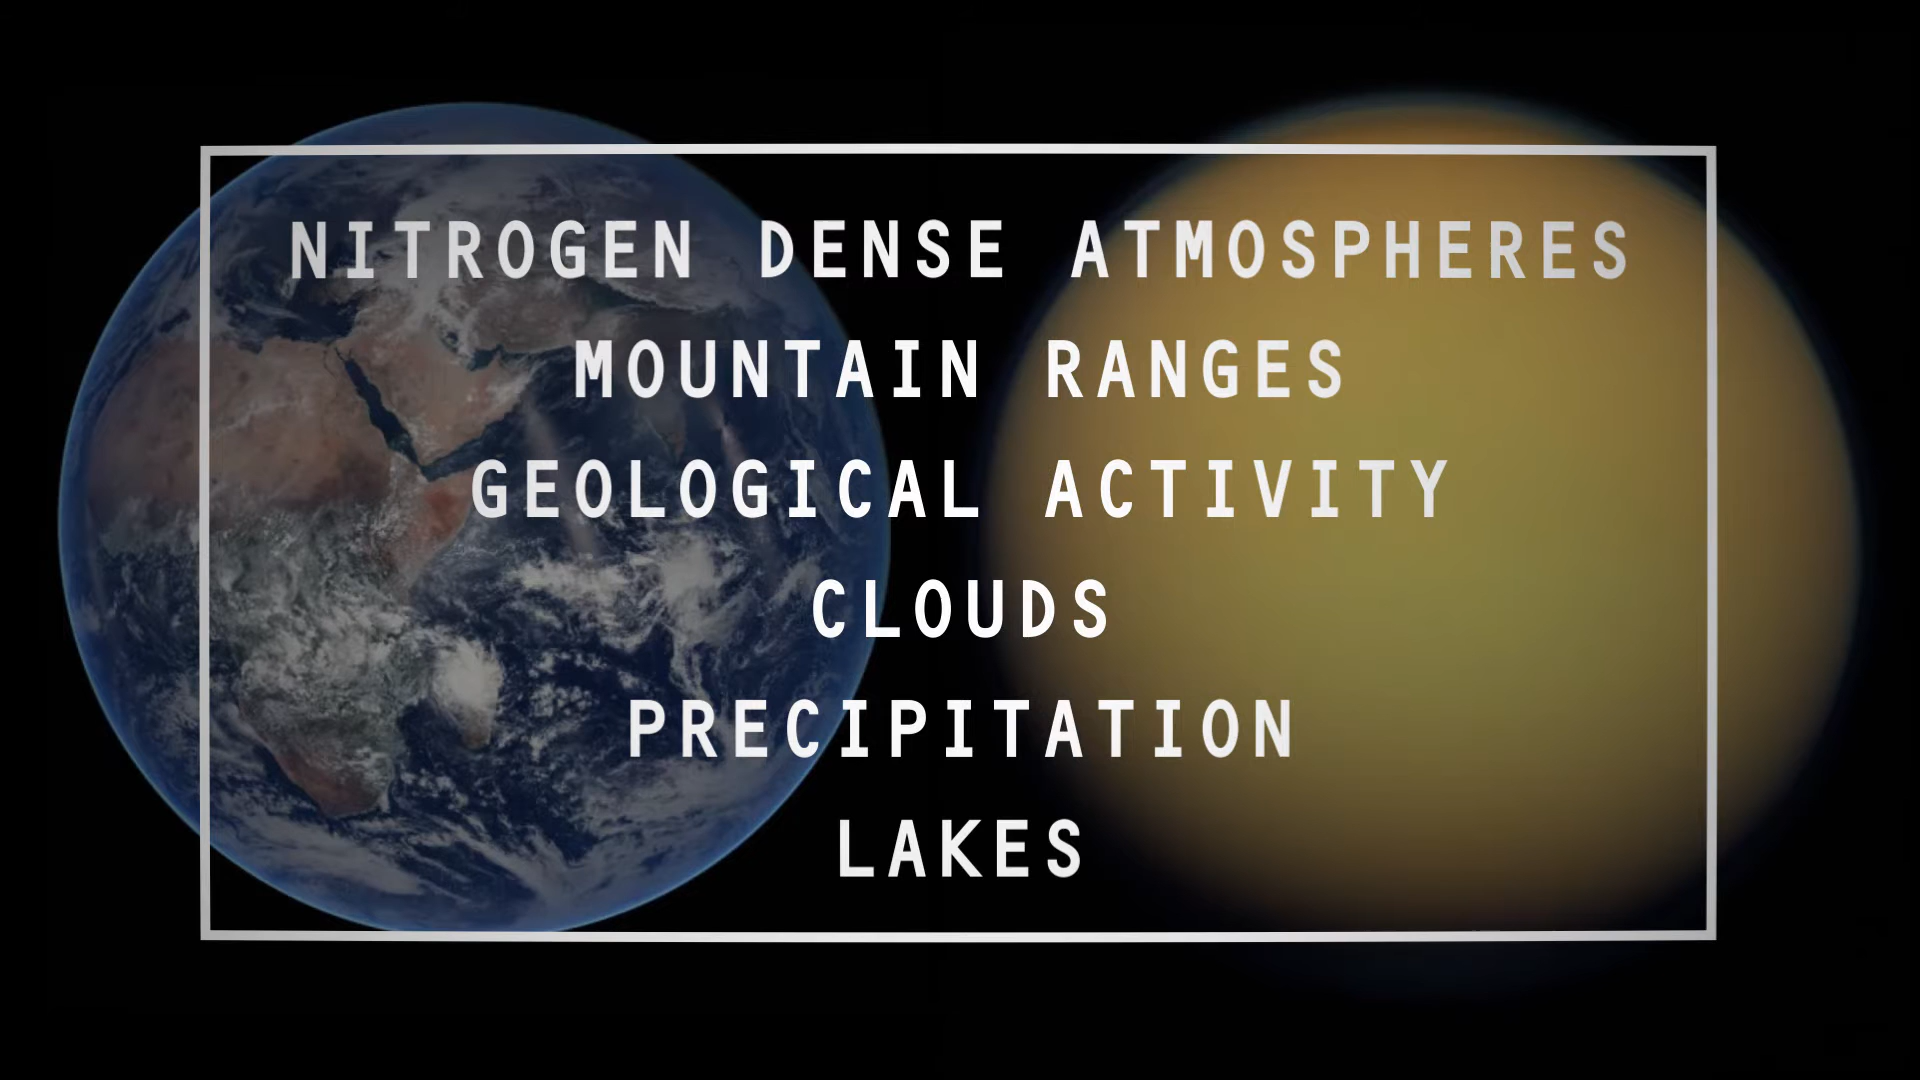 NITROGEN DENSE ATMOSPHERES
MOUNTAIN RANGES
GEOLOGICAL ACTIVITY
CLOUDS
PRECIPITATION
LAKES